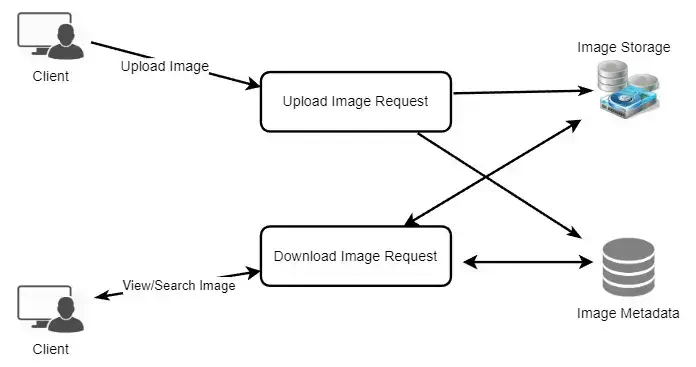 Image Storage
Client
Upload Image
Upload Image Request
Download Image Request
View/Search Image
Image Metadata
Client